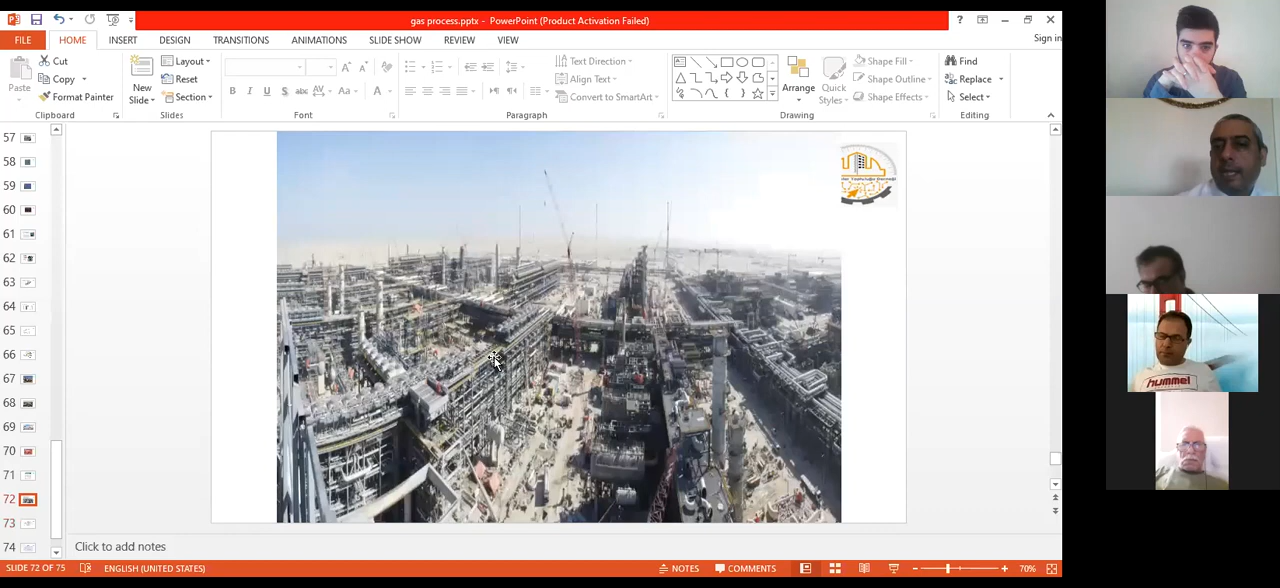 gas process.pptx - PowerPoint (Product Activation Failed)
FILE HOME INSERT DESIGN TRANSITIONS ANIMATIONS SLIDE SHOW REVIEW VIEW Sign in
Paste
Cut
Copy
Format Painter
Clipboard
New Slide
Layout
Reset
Section
Slides
B I U S abc AV Aa A
Font
Paragraph
Text Direction
Align Text
Convert to SmartArt
Arrange
Quick Styles
Shape Fill
Shape Outline
Shape Effects
Drawing
Find
Replace
Select
Editing
57
58
59
60
61
62
63
64
65
66
67
68
69
70
71
72
73
74
hummel
Click to add notes
SLIDE 72 OF 75 ENGLISH (UNITED STATES) NOTES COMMENTS 70%